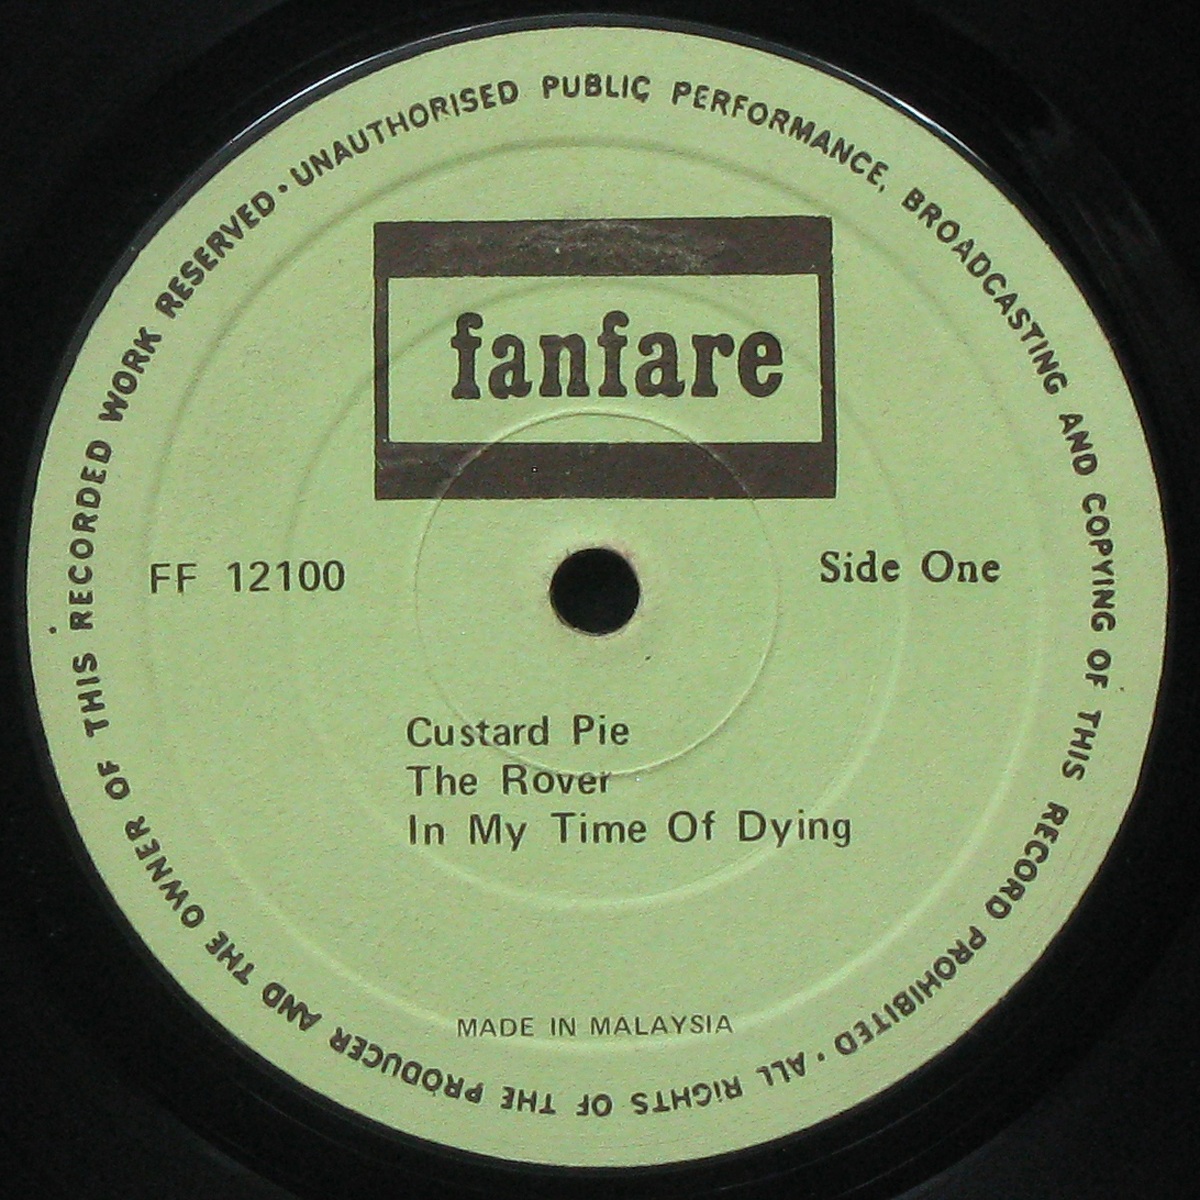 UNAUTHORISED PUBLIC PERFORMANCE, BROADCASTING AND COPYING OF THIS RECORD PROHIBITED · ALL RIGHTS OF THE PRODUCER AND THE OWNER OF THIS RECORDED WORK RESERVED ·
fanfare
FF 12100
Side One
Custard Pie
The Rover
In My Time Of Dying
MADE IN MALAYSIA